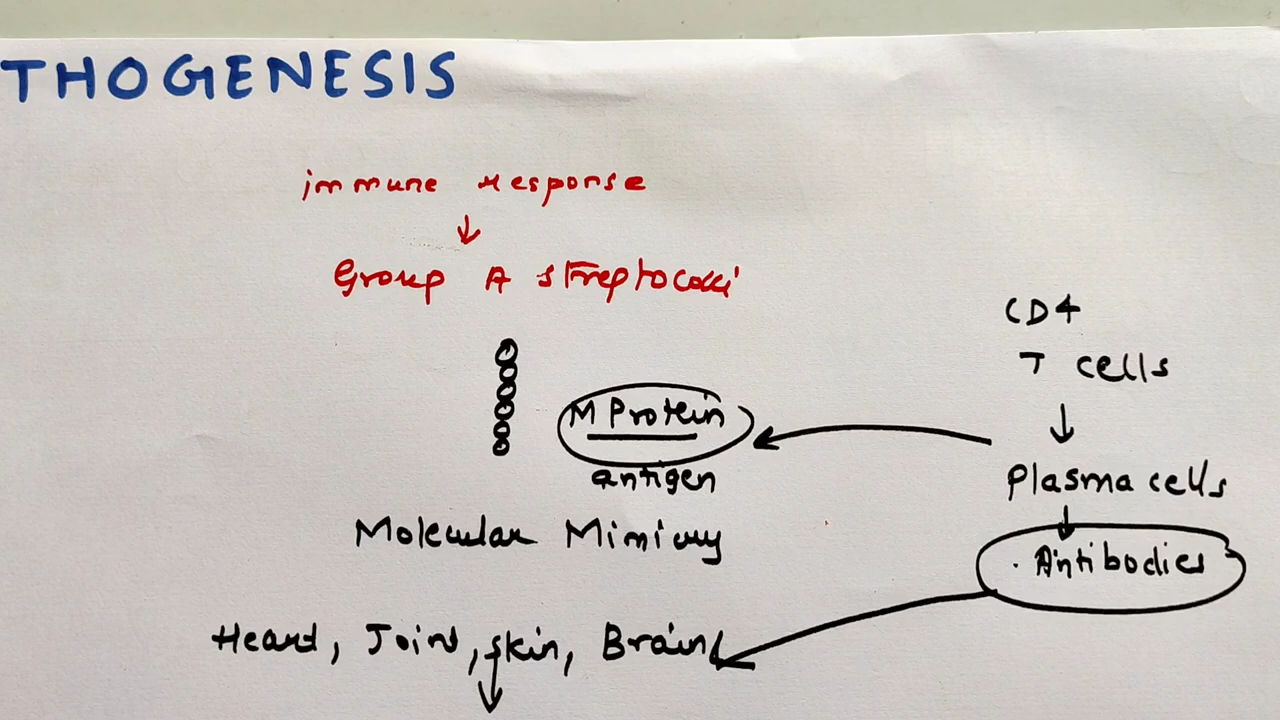 THOGENESIS
immune response
↓
Group A streptococci
CD4
T cells
↓
M Protein
antigen
Plasma cells
↓
Molecular Mimicry
Antibodies
Heart, Joint, skin, Brain
↓